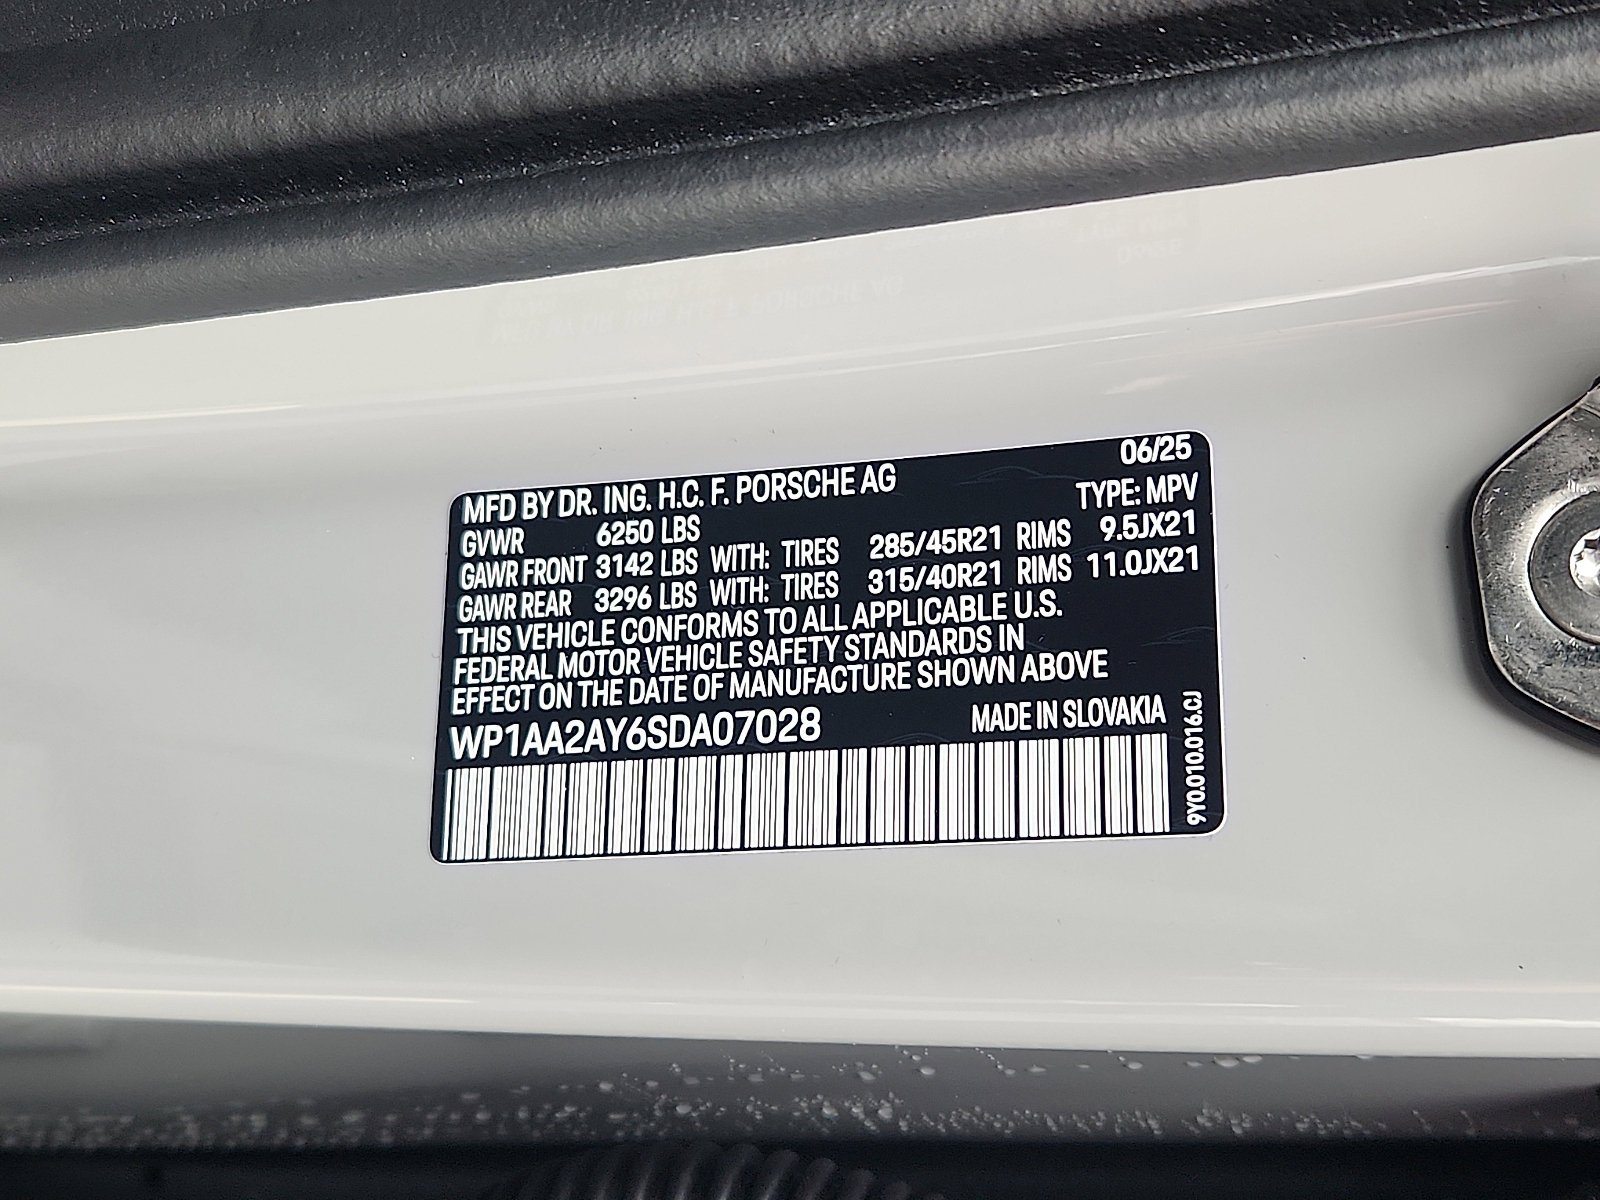 06/25
MFD BY DR. ING. H.C. F. PORSCHE AG
TYPE: MPV
GVWR 6250 LBS
GAWR FRONT 3142 LBS WITH: TIRES 285/45R21 RIMS 9.5JX21
GAWR REAR 3296 LBS WITH: TIRES 315/40R21 RIMS 11.0JX21
THIS VEHICLE CONFORMS TO ALL APPLICABLE U.S.
FEDERAL MOTOR VEHICLE SAFETY STANDARDS IN
EFFECT ON THE DATE OF MANUFACTURE SHOWN ABOVE
WP1AA2AY6SDA07028 MADE IN SLOVAKIA
9Y0.010.016.CJ